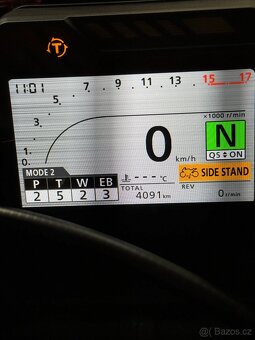 T
11:01 7 9 11 13 15 17
5
×1000 r/min
3
0 km/h
N
QS ON
1.
0.
MODE 2
P T W EB
2 5 2 3
---- °C
TOTAL
4091 km
SIDE STAND
REV 0 r/min
© Bazos.cz